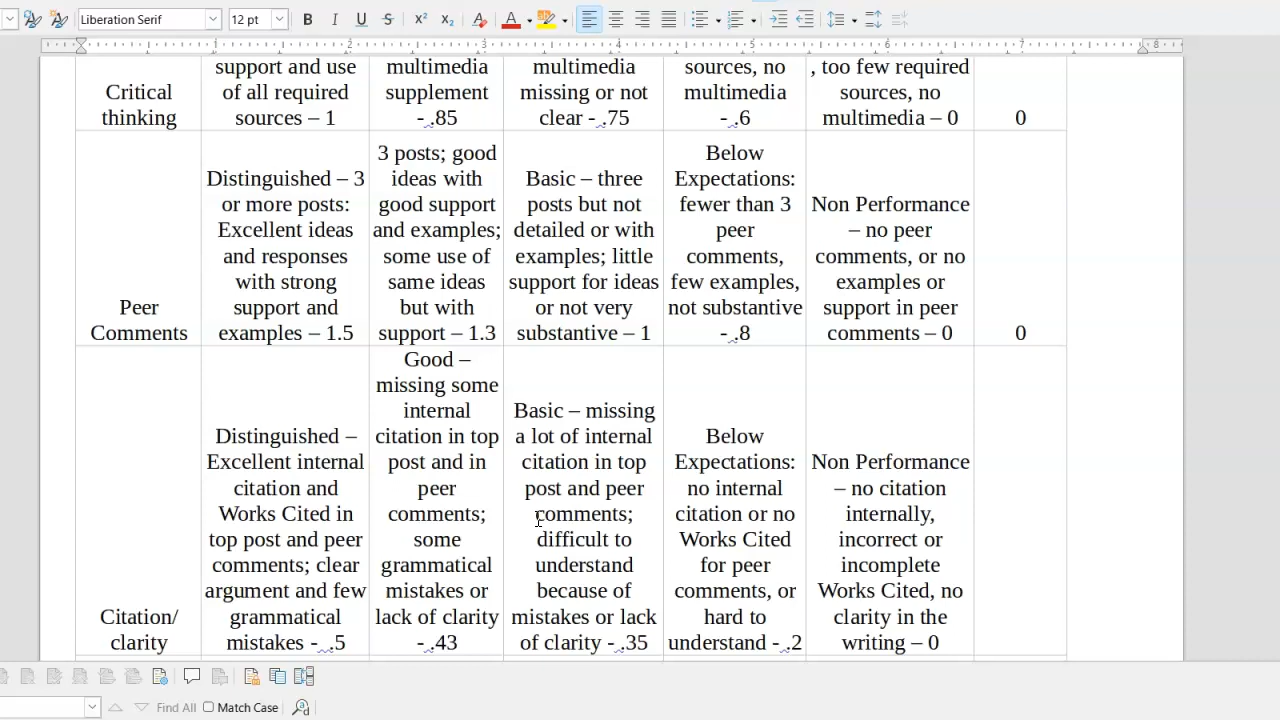 Liberation Serif
12 pt
2 3 4 5 6 7 8
Critical
thinking
support and use
of all required
sources – 1
multimedia
supplement
- .85
multimedia
missing or not
clear - .75
sources, no
multimedia
- .6
, too few required
sources, no
multimedia – 0
0
Peer
Comments
Distinguished – 3
or more posts:
Excellent ideas
and responses
with strong
support and
examples – 1.5
3 posts; good
ideas with
good support
and examples;
some use of
same ideas
but with
support – 1.3
Basic – three
posts but not
detailed or with
examples; little
support for ideas
or not very
substantive – 1
Below
Expectations:
fewer than 3
peer
comments,
few examples,
not substantive
- .8
Non Performance
– no peer
comments, or no
examples or
support in peer
comments – 0
0
Citation/
clarity
Distinguished –
Excellent internal
citation and
Works Cited in
top post and peer
comments; clear
argument and few
grammatical
mistakes - .5
Good –
missing some
internal
citation in top
post and in
peer
comments;
some
grammatical
mistakes or
lack of clarity
- .43
Basic – missing
a lot of internal
citation in top
post and peer
comments;
difficult to
understand
because of
mistakes or lack
of clarity - .35
Below
Expectations:
no internal
citation or no
Works Cited
for peer
comments, or
hard to
understand - .2
Non Performance
– no citation
internally,
incorrect or
incomplete
Works Cited, no
clarity in the
writing – 0
Find All
Match Case